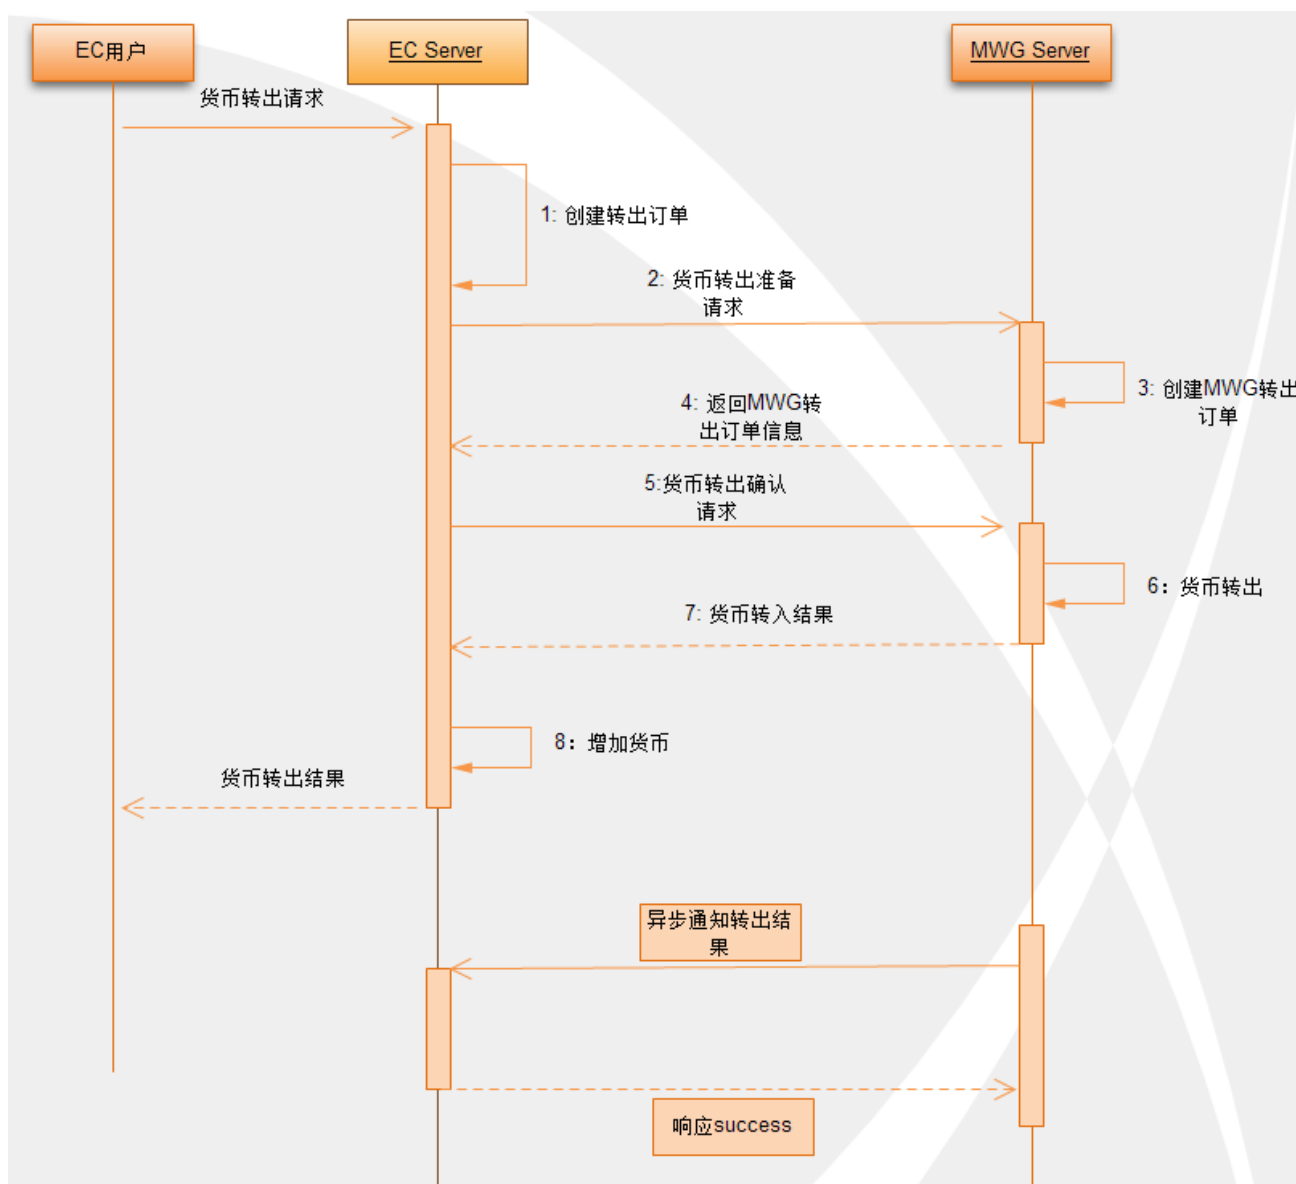 EC用户
EC Server
MWG Server
货币转出请求
1: 创建转出订单
2: 货币转出准备
请求
3: 创建MWG转出
订单
4: 返回MWG转
出订单信息
5:货币转出确认
请求
6：货币转出
7: 货币转入结果
8：增加货币
货币转出结果
异步通知转出结
果
响应success